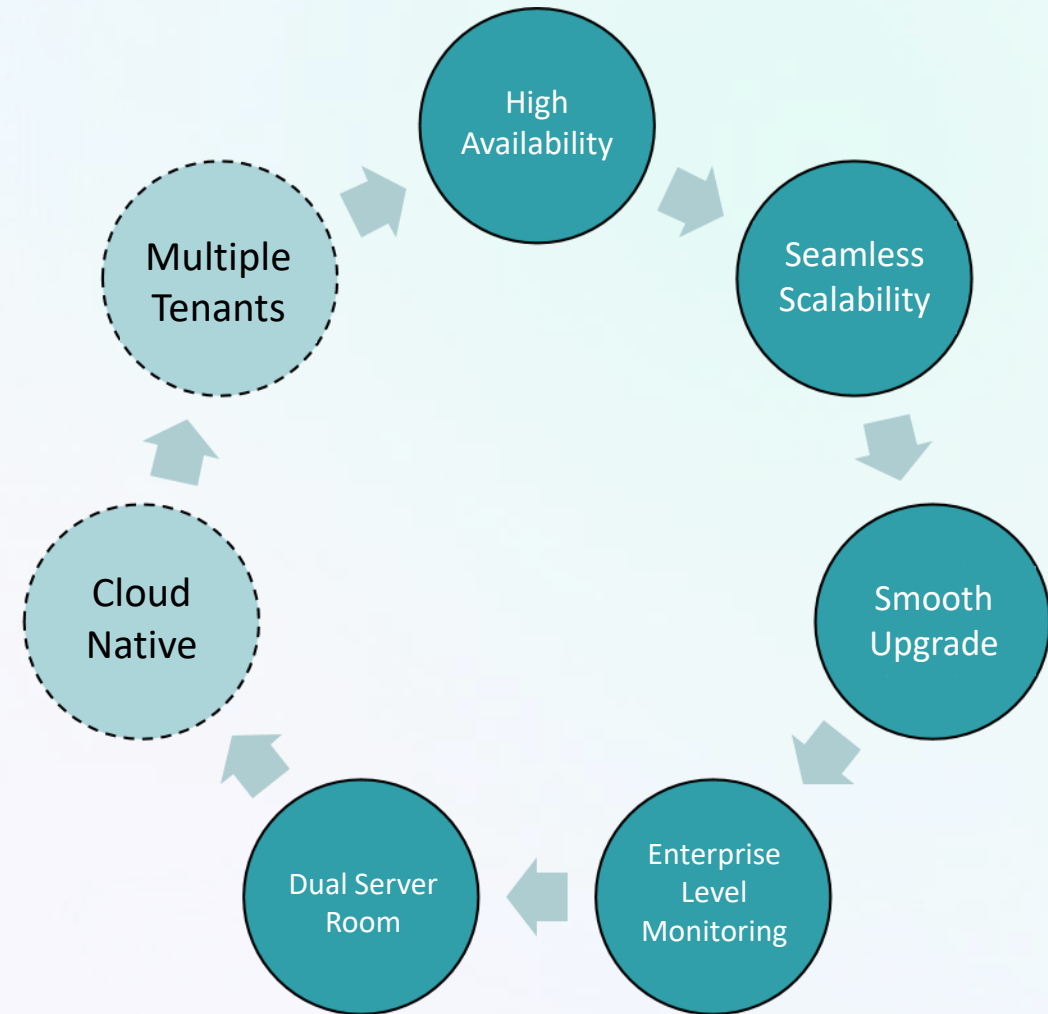 High
Availability
Seamless
Scalability
Smooth
Upgrade
Enterprise
Level
Monitoring
Dual Server
Room
Cloud
Native
Multiple
Tenants